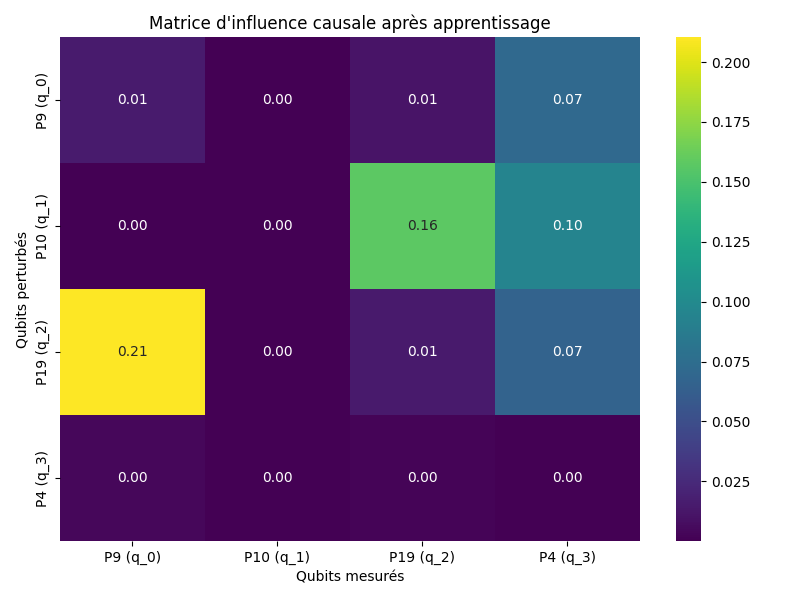 Matrice d'influence causale après apprentissage
Qubits perturbés
P9 (q_0)
0.01 0.00 0.01 0.07
P10 (q_1)
0.00 0.00 0.16 0.10
P19 (q_2)
0.21 0.00 0.01 0.07
P4 (q_3)
0.00 0.00 0.00 0.00
P9 (q_0) P10 (q_1) P19 (q_2) P4 (q_3)
Qubits mesurés
0.200
0.175
0.150
0.125
0.100
0.075
0.050
0.025